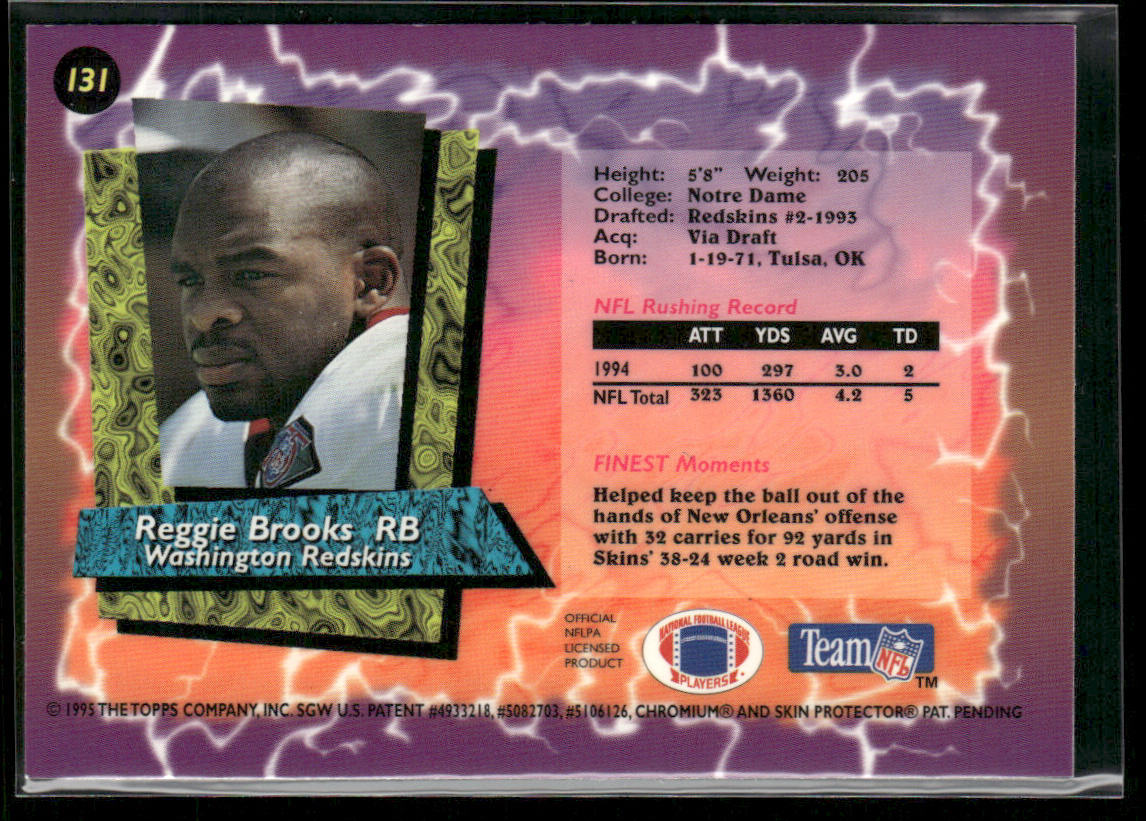 131
Reggie Brooks RB
Washington Redskins
Height: 5'8" Weight: 205
College: Notre Dame
Drafted: Redskins #2-1993
Acq: Via Draft
Born: 1-19-71, Tulsa, OK
NFL Rushing Record
ATT YDS AVG TD
1994 100 297 3.0 2
NFL Total 323 1360 4.2 5
FINEST Moments
Helped keep the ball out of the
hands of New Orleans' offense
with 32 carries for 92 yards in
Skins' 38-24 week 2 road win.
OFFICIAL
NFLPA
LICENSED
PRODUCT
NATIONAL FOOTBALL LEAGUE
PLAYERS
Team NFL
TM
© 1995 THE TOPPS COMPANY, INC. SGW U.S. PATENT #4933218, #5082703, #5106126, CHROMIUM® AND SKIN PROTECTOR® PAT. PENDING